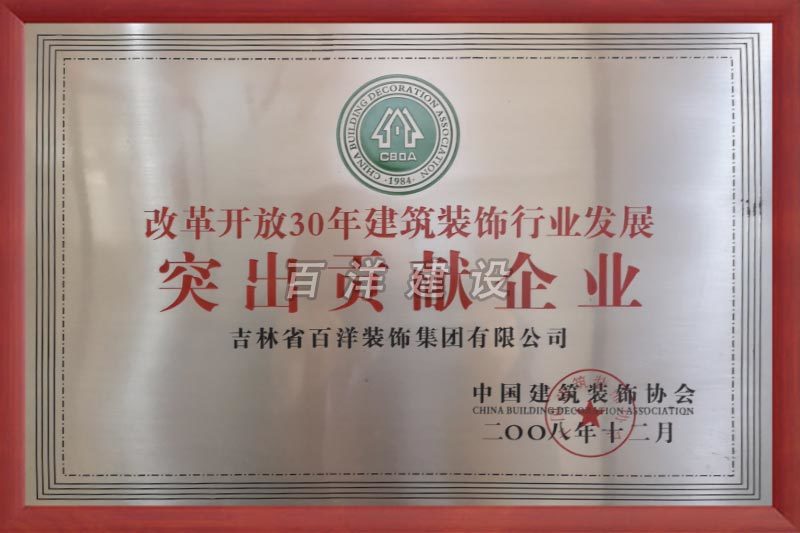 CHINA BUILDING DECORATION ASSOCIATION
CBDA
·1984·
改革开放30年建筑装饰行业发展
突出贡献企业
百洋 建设
吉林省百洋装饰集团有限公司
中国建筑装饰协会
CHINA BUILDING DECORATION ASSOCIATION
二〇〇八年十二月